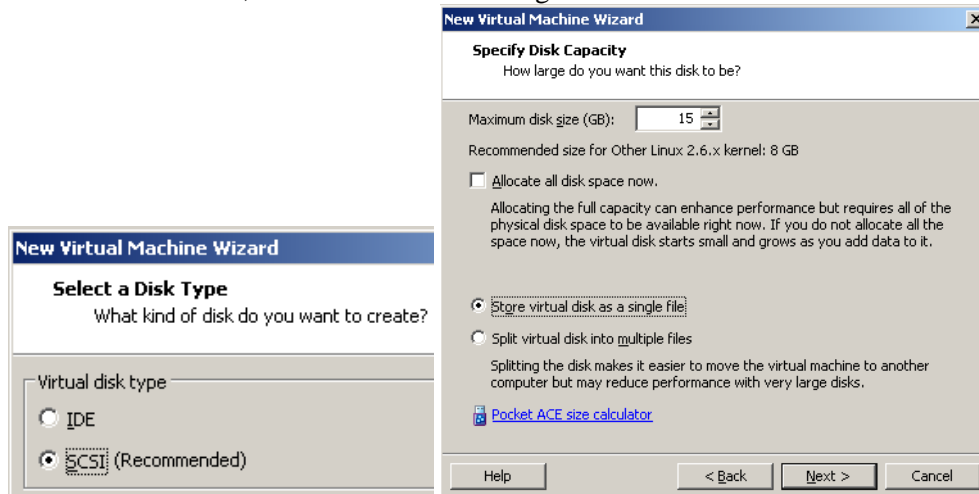 New Virtual Machine Wizard
Select a Disk Type
What kind of disk do you want to create?
Virtual disk type
IDE
SCSI (Recommended)
New Virtual Machine Wizard
Specify Disk Capacity
How large do you want this disk to be?
Maximum disk size (GB): 15
Recommended size for Other Linux 2.6.x kernel: 8 GB
Allocate all disk space now.
Allocating the full capacity can enhance performance but requires all of the
physical disk space to be available right now. If you do not allocate all the
space now, the virtual disk starts small and grows as you add data to it.
Store virtual disk as a single file
Split virtual disk into multiple files
Splitting the disk makes it easier to move the virtual machine to another
computer but may reduce performance with very large disks.
Pocket ACE size calculator
Help < Back Next > Cancel